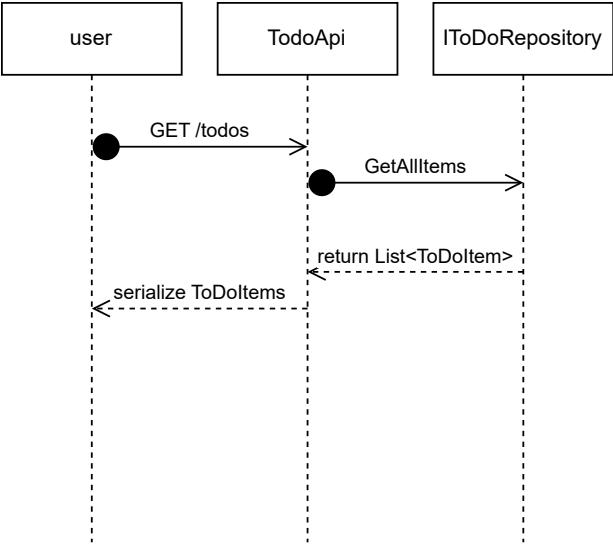 user
TodoApi
IToDoRepository
GET /todos
GetAllItems
return List<ToDoItem>
serialize ToDoItems